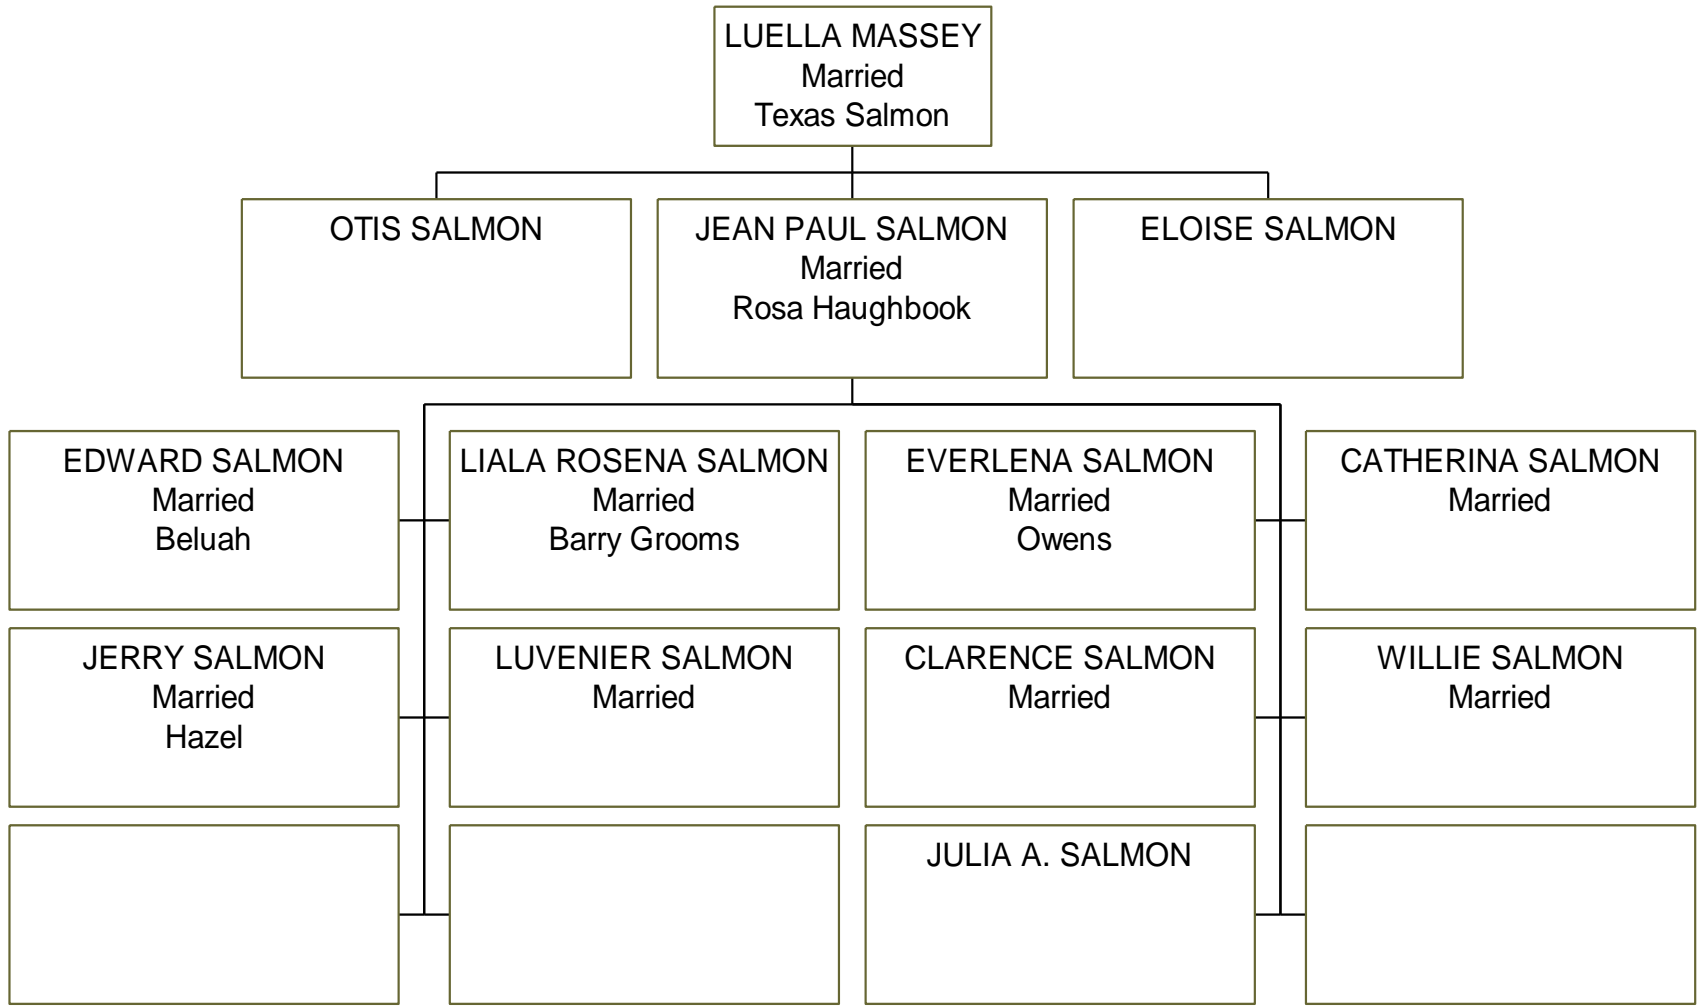 LUELLA MASSEY
Married
Texas Salmon
OTIS SALMON
JEAN PAUL SALMON
Married
Rosa Haughbook
ELOISE SALMON
EDWARD SALMON
Married
Beluah
LIALA ROSENA SALMON
Married
Barry Grooms
EVERLENA SALMON
Married
Owens
CATHERINA SALMON
Married
JERRY SALMON
Married
Hazel
LUVENIER SALMON
Married
CLARENCE SALMON
Married
WILLIE SALMON
Married
JULIA A. SALMON